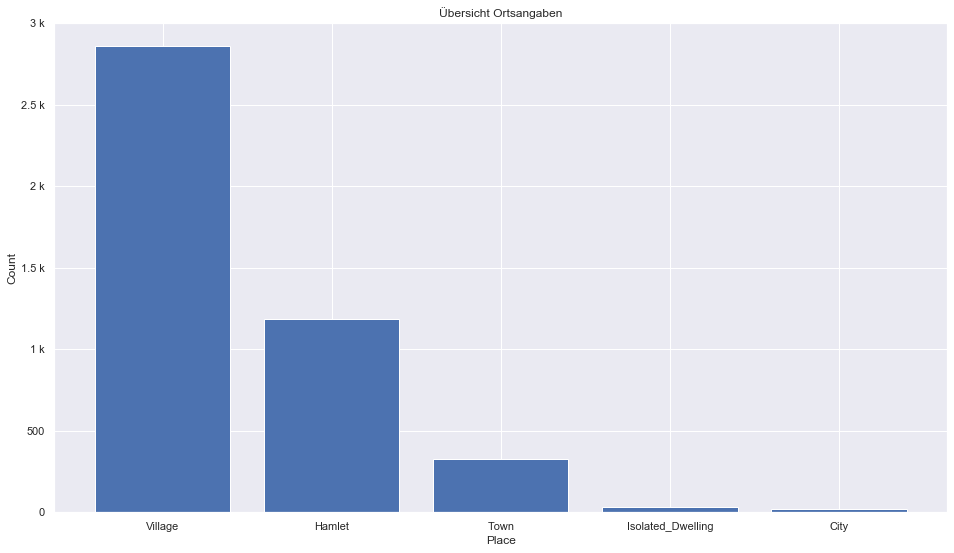 Übersicht Ortsangaben
3 k
2.5 k
2 k
1.5 k
1 k
500
0
Count
Village Hamlet Town Isolated_Dwelling City
Place